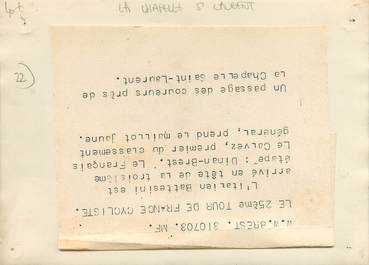 LA CHAPELLE St LAURENT
22)
W.W.BREST. 310703. MF.
LE 25ème TOUR DE FRANCE CYCLISTE.
L'Italien Battesini est
arrivé en tête de la troisième
étape : Dinan-Brest. Le Français
Le Calvez, premier du classement
général, prend le maillot jaune.
Un passage des coureurs près de
La Chapelle Saint-Laurent.